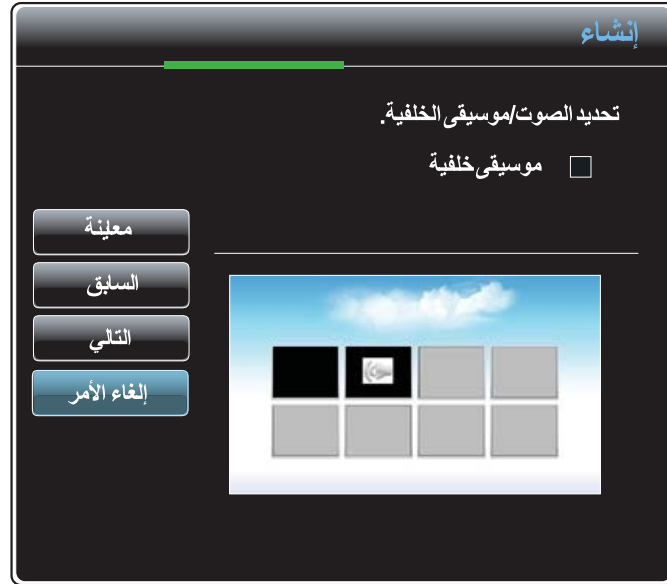 إنشاء
تحديد الصوت/موسيقى الخلفية.
موسيقى خلفية
معاينة
السابق
التالي
إلغاء الأمر